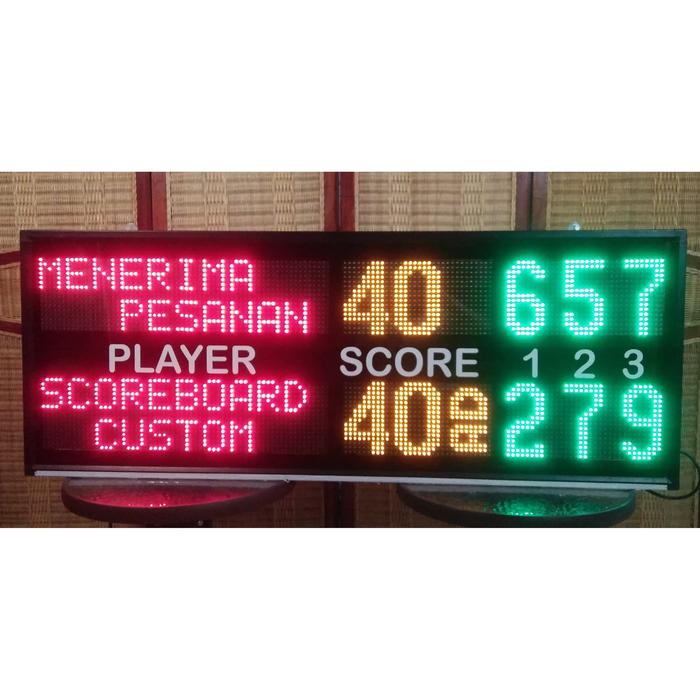 MENERIMA 40 657
PESANAN
PLAYER SCORE 1 2 3
SCOREBOARD 40 279
CUSTOM